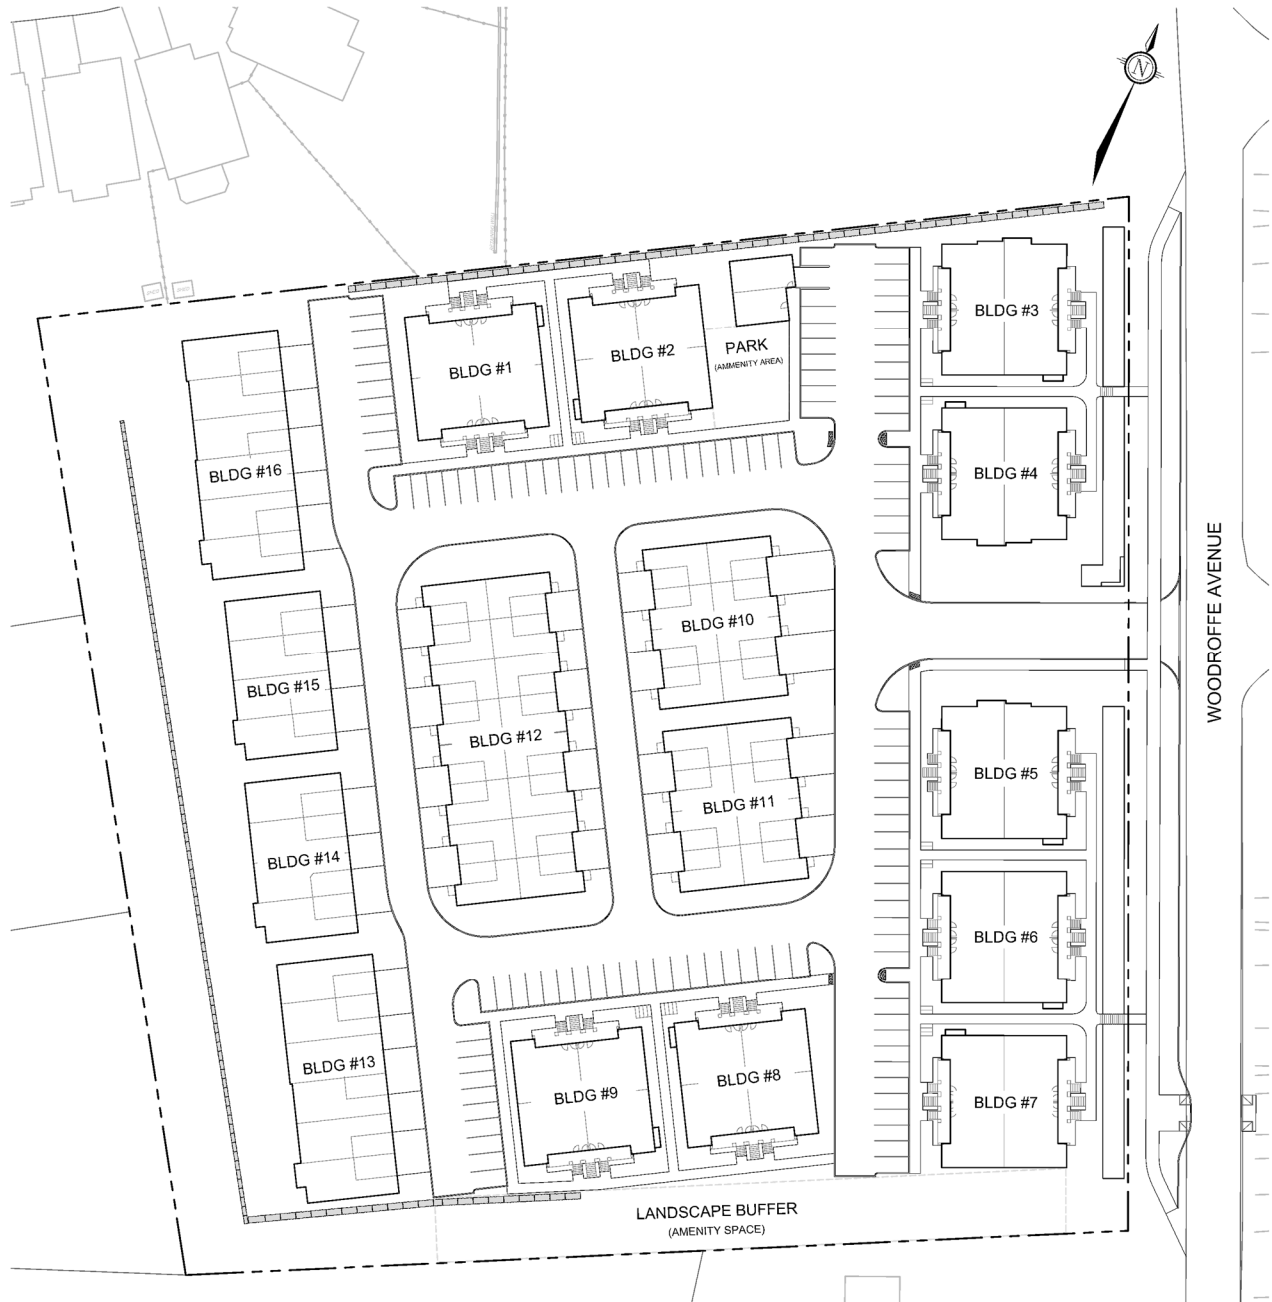 N
BLDG #3
BLDG #2
PARK
(AMMENITY AREA)
BLDG #1
BLDG #16
BLDG #4
WOODROFFE AVENUE
BLDG #10
BLDG #15
BLDG #12
BLDG #5
BLDG #11
BLDG #14
BLDG #6
BLDG #13
BLDG #9
BLDG #8
BLDG #7
LANDSCAPE BUFFER
(AMENITY SPACE)